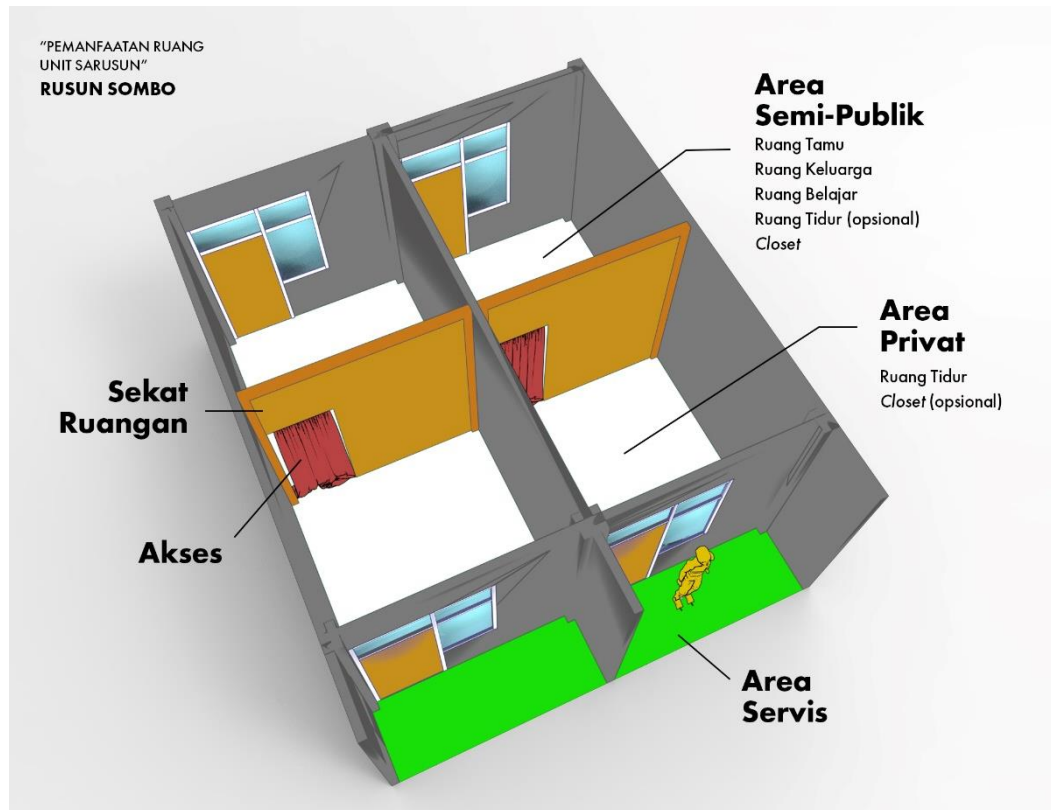 "PEMANFAATAN RUANG
UNIT SARUSUN"
RUSUN SOMBO
Area
Semi-Publik
Ruang Tamu
Ruang Keluarga
Ruang Belajar
Ruang Tidur (opsional)
Closet
Area
Privat
Ruang Tidur
Closet (opsional)
Sekat
Ruangan
Akses
Area
Servis